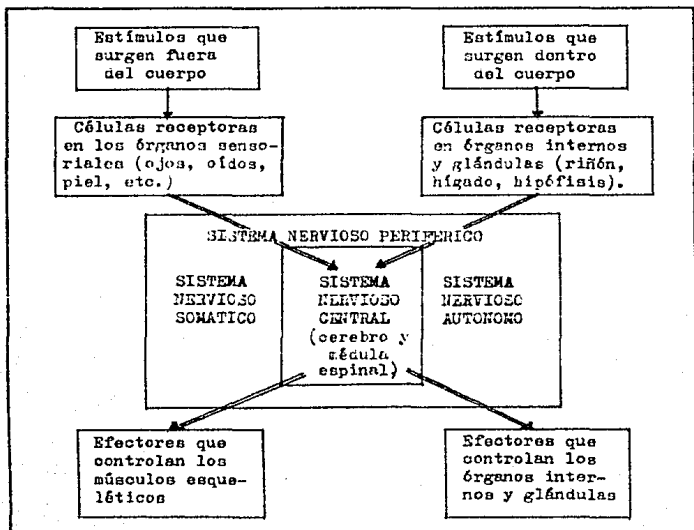 Estímulos que
surgen fuera
del cuerpo
Estímulos que
surgen dentro
del cuerpo
Células receptoras
en los órganos senso-
riales (ojos, oídos,
piel, etc.)
Células receptoras
en órganos internos
y glándulas (riñón,
hígado, hipófisis).
SISTEMA NERVIOSO PERIFERICO
SISTEMA
NERVIOSO
SOMATICO
SISTEMA
NERVIOSO
CENTRAL
(cerebro y
médula
espinal)
SISTEMA
NERVIOSO
AUTONOMO
Efectores que
controlan los
músculos esque-
léticos
Efectores que
controlan los
órganos inter-
nos y glándulas